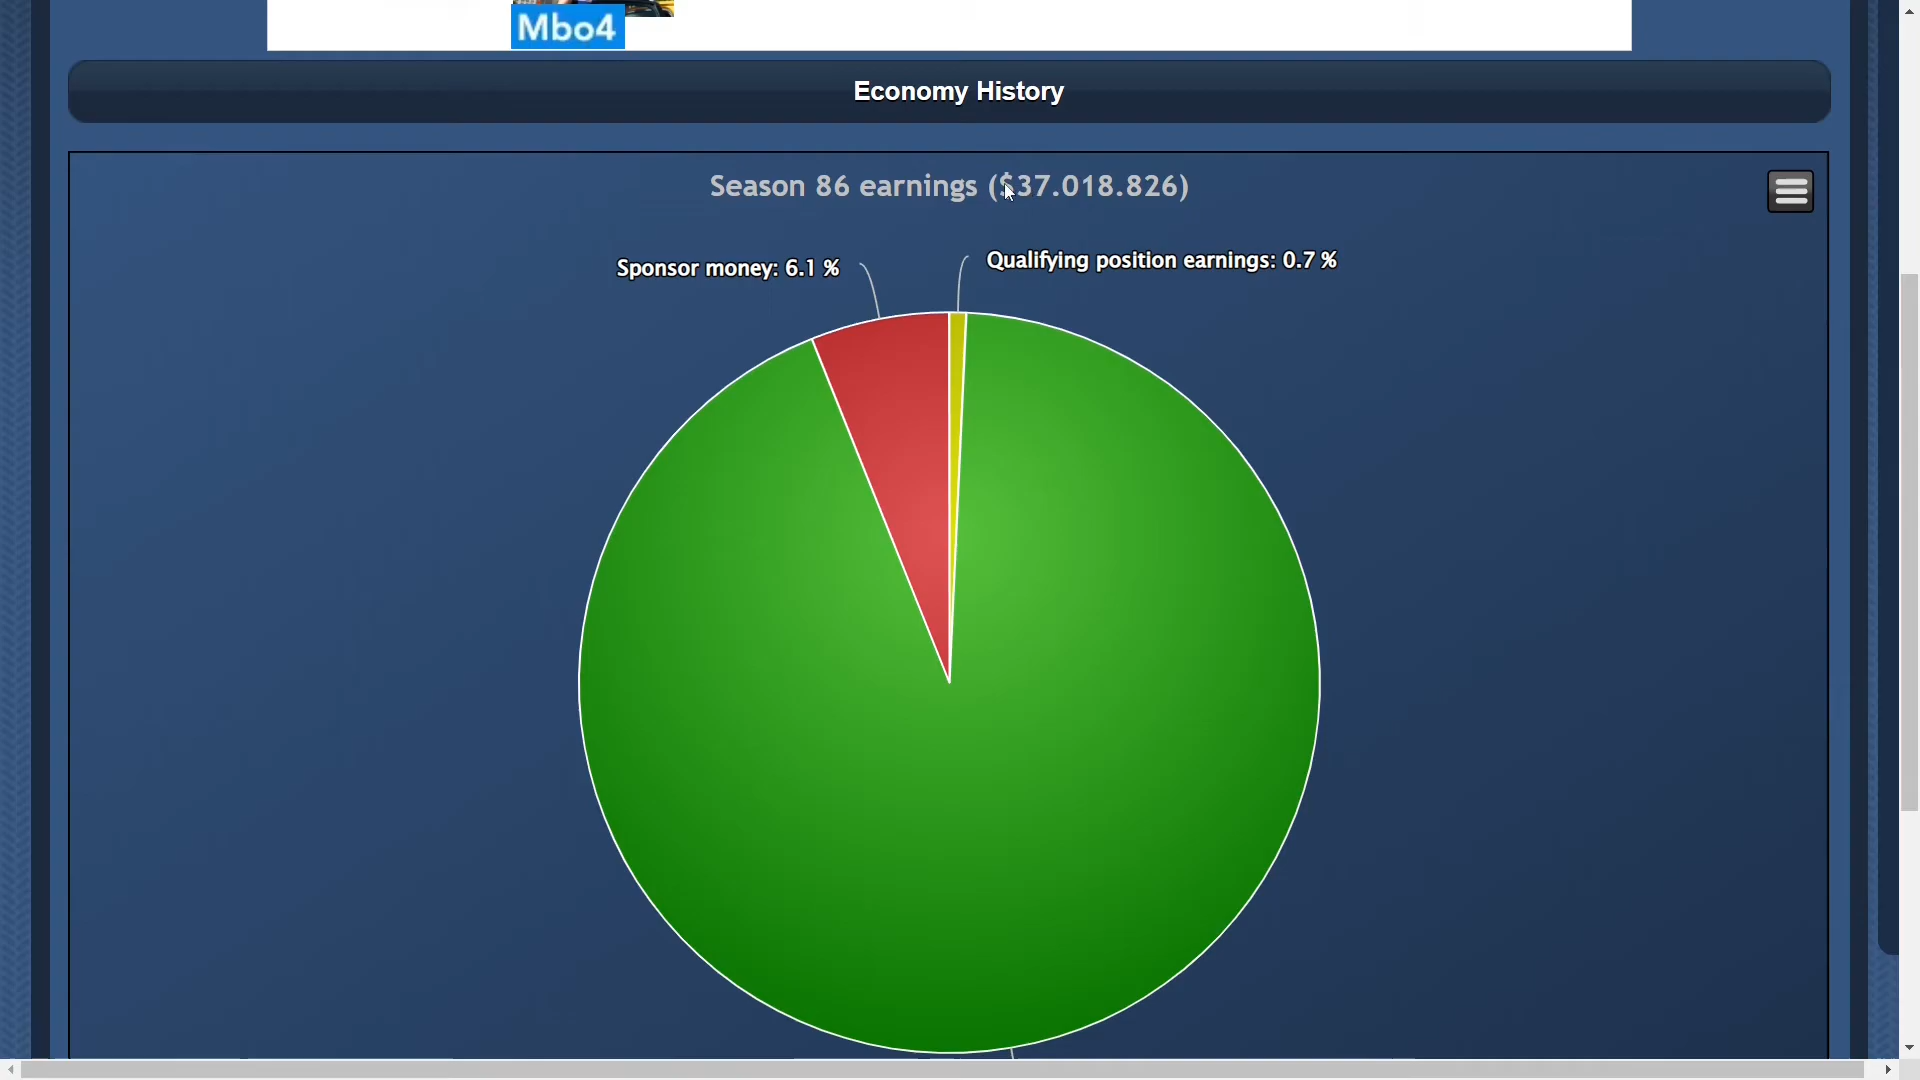 Mbo4
Economy History
Season 86 earnings ($37.018.826)
Sponsor money: 6.1 %
Qualifying position earnings: 0.7 %